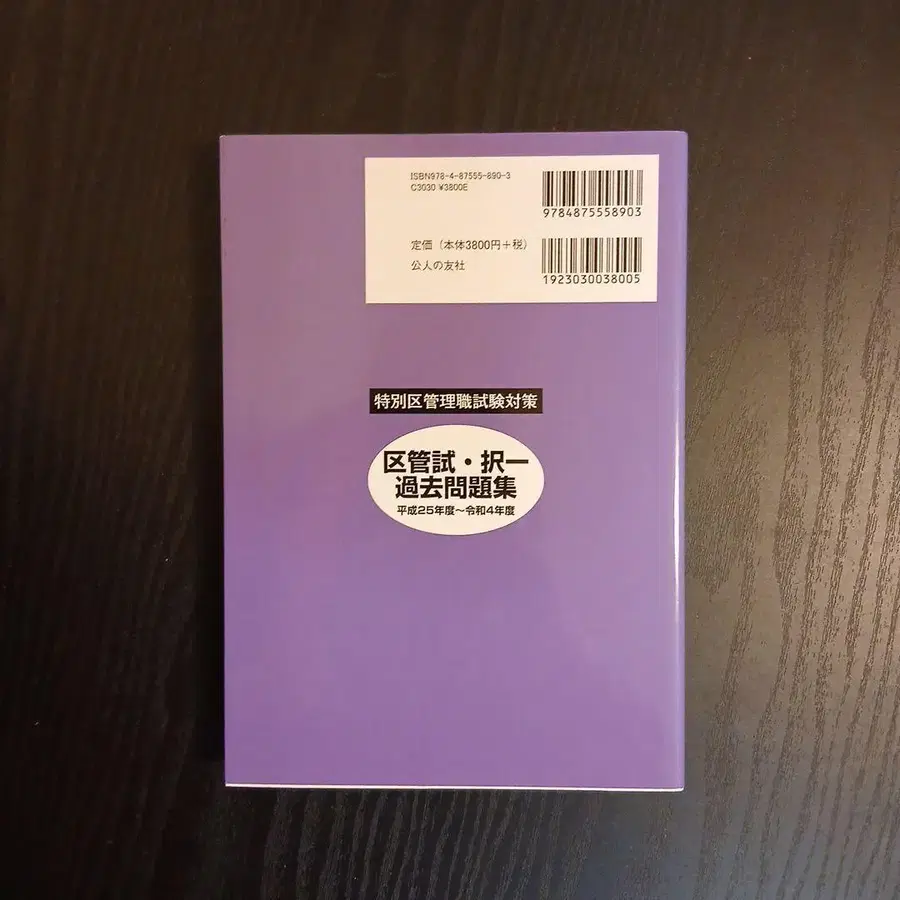 ISBN978-4-87555-890-3
C3030 ¥3800E
9784875558903
定価（本体3800円＋税）
公人の友社
1923030038005
特別区管理職試験対策
区管試・択一
過去問題集
平成25年度～令和4年度